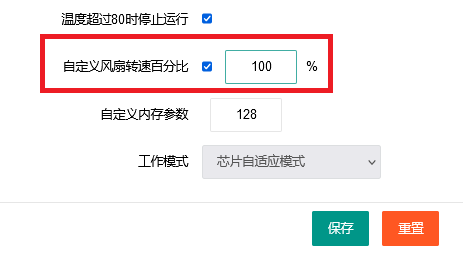 温度超过80时停止运行
自定义风扇转速百分比 100 %
自定义内存参数 128
工作模式 芯片自适应模式
保存 重置